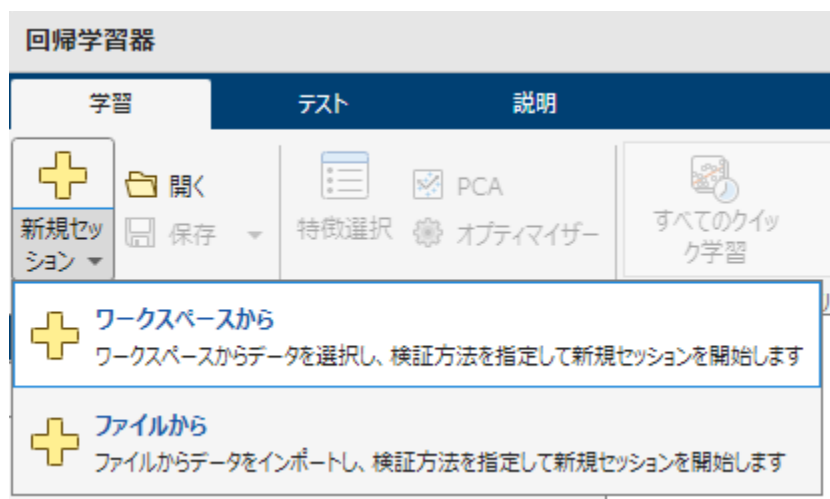 回帰学習器
学習
テスト
説明
新規セッ
ション
開く
保存
特徴選択
PCA
オプティマイザー
すべてのクイッ
ク学習
ワークスペースから
ワークスペースからデータを選択し、検証方法を指定して新規セッションを開始します
ファイルから
ファイルからデータをインポートし、検証方法を指定して新規セッションを開始します